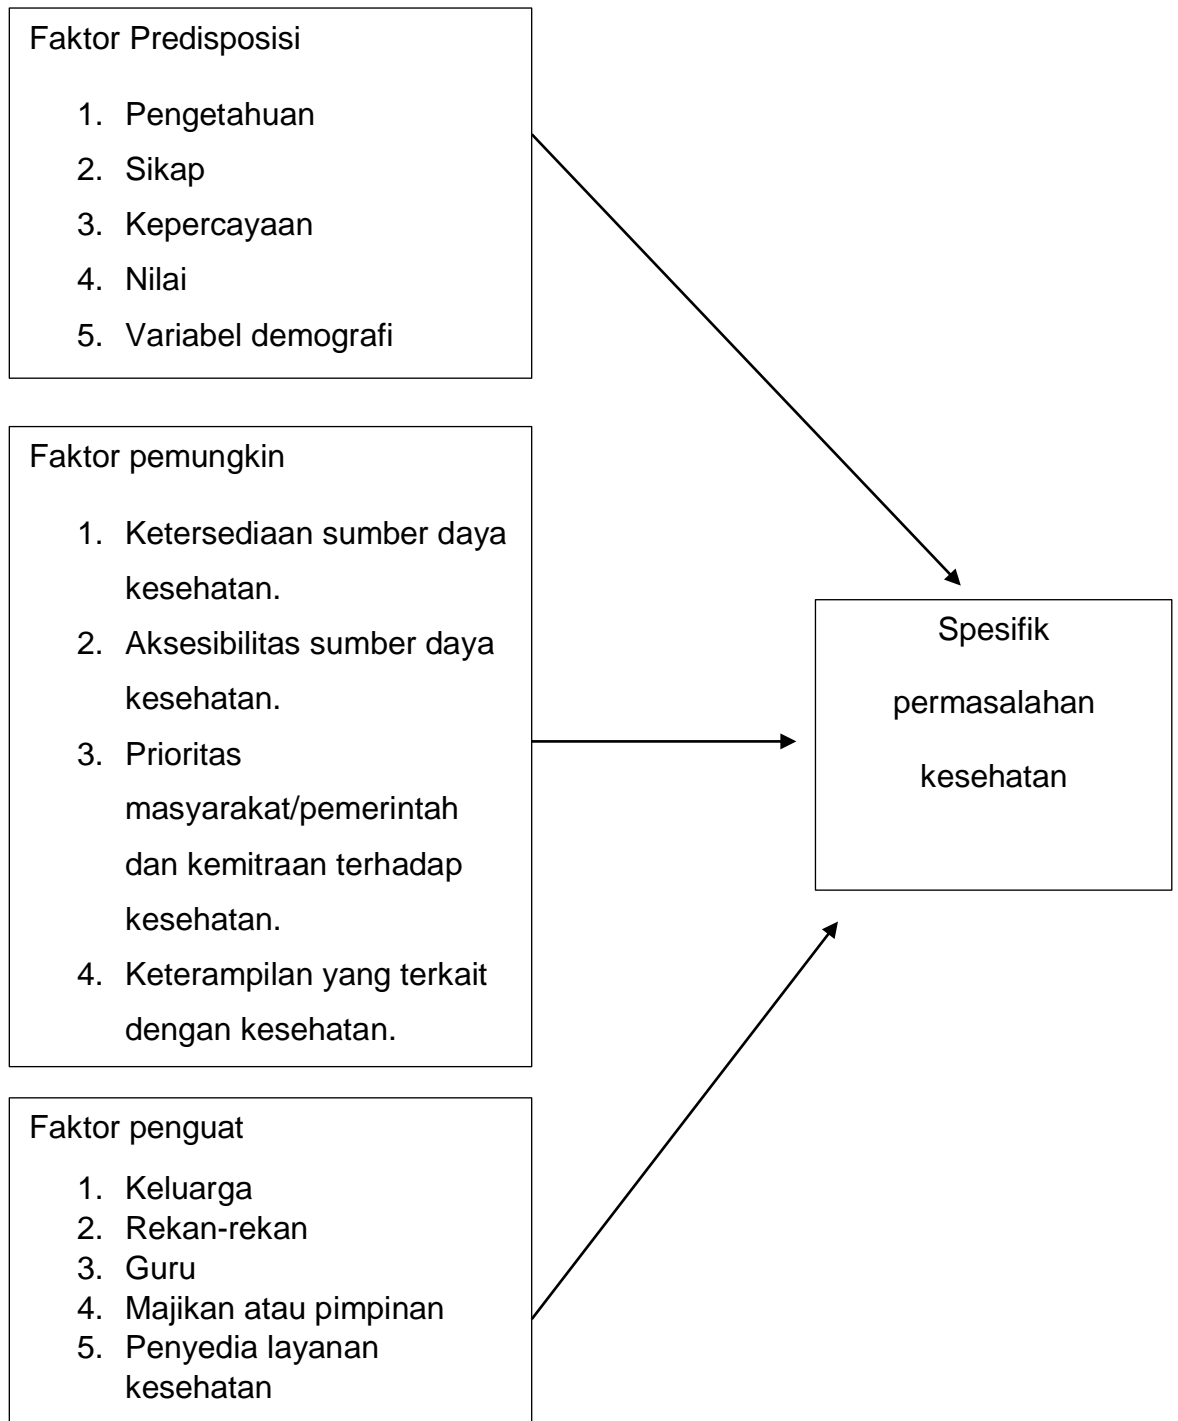 Faktor Predisposisi
1. Pengetahuan
2. Sikap
3. Kepercayaan
4. Nilai
5. Variabel demografi
Faktor pemungkin
1. Ketersediaan sumber daya
kesehatan.
2. Aksesibilitas sumber daya
kesehatan.
3. Prioritas
masyarakat/pemerintah
dan kemitraan terhadap
kesehatan.
4. Keterampilan yang terkait
dengan kesehatan.
Faktor penguat
1. Keluarga
2. Rekan-rekan
3. Guru
4. Majikan atau pimpinan
5. Penyedia layanan
kesehatan
Spesifik
permasalahan
kesehatan